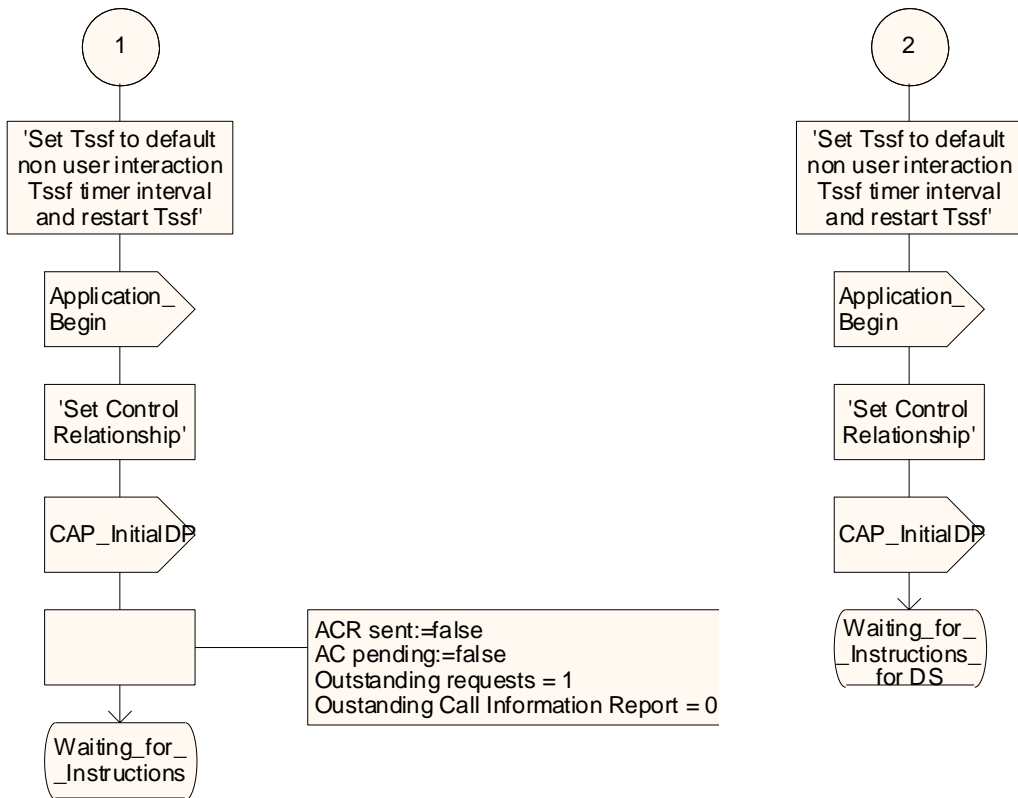 1
'Set Tssf to default
non user interaction
Tssf timer interval
and restart Tssf'
Application_
Begin
'Set Control
Relationship'
CAP_InitialDP
ACR sent:=false
AC pending:=false
Outstanding requests = 1
Oustanding Call Information Report = 0
Waiting_for_
_Instructions
2
'Set Tssf to default
non user interaction
Tssf timer interval
and restart Tssf'
Application_
Begin
'Set Control
Relationship'
CAP_InitialDP
Waiting_for_
_Instructions_
for DS